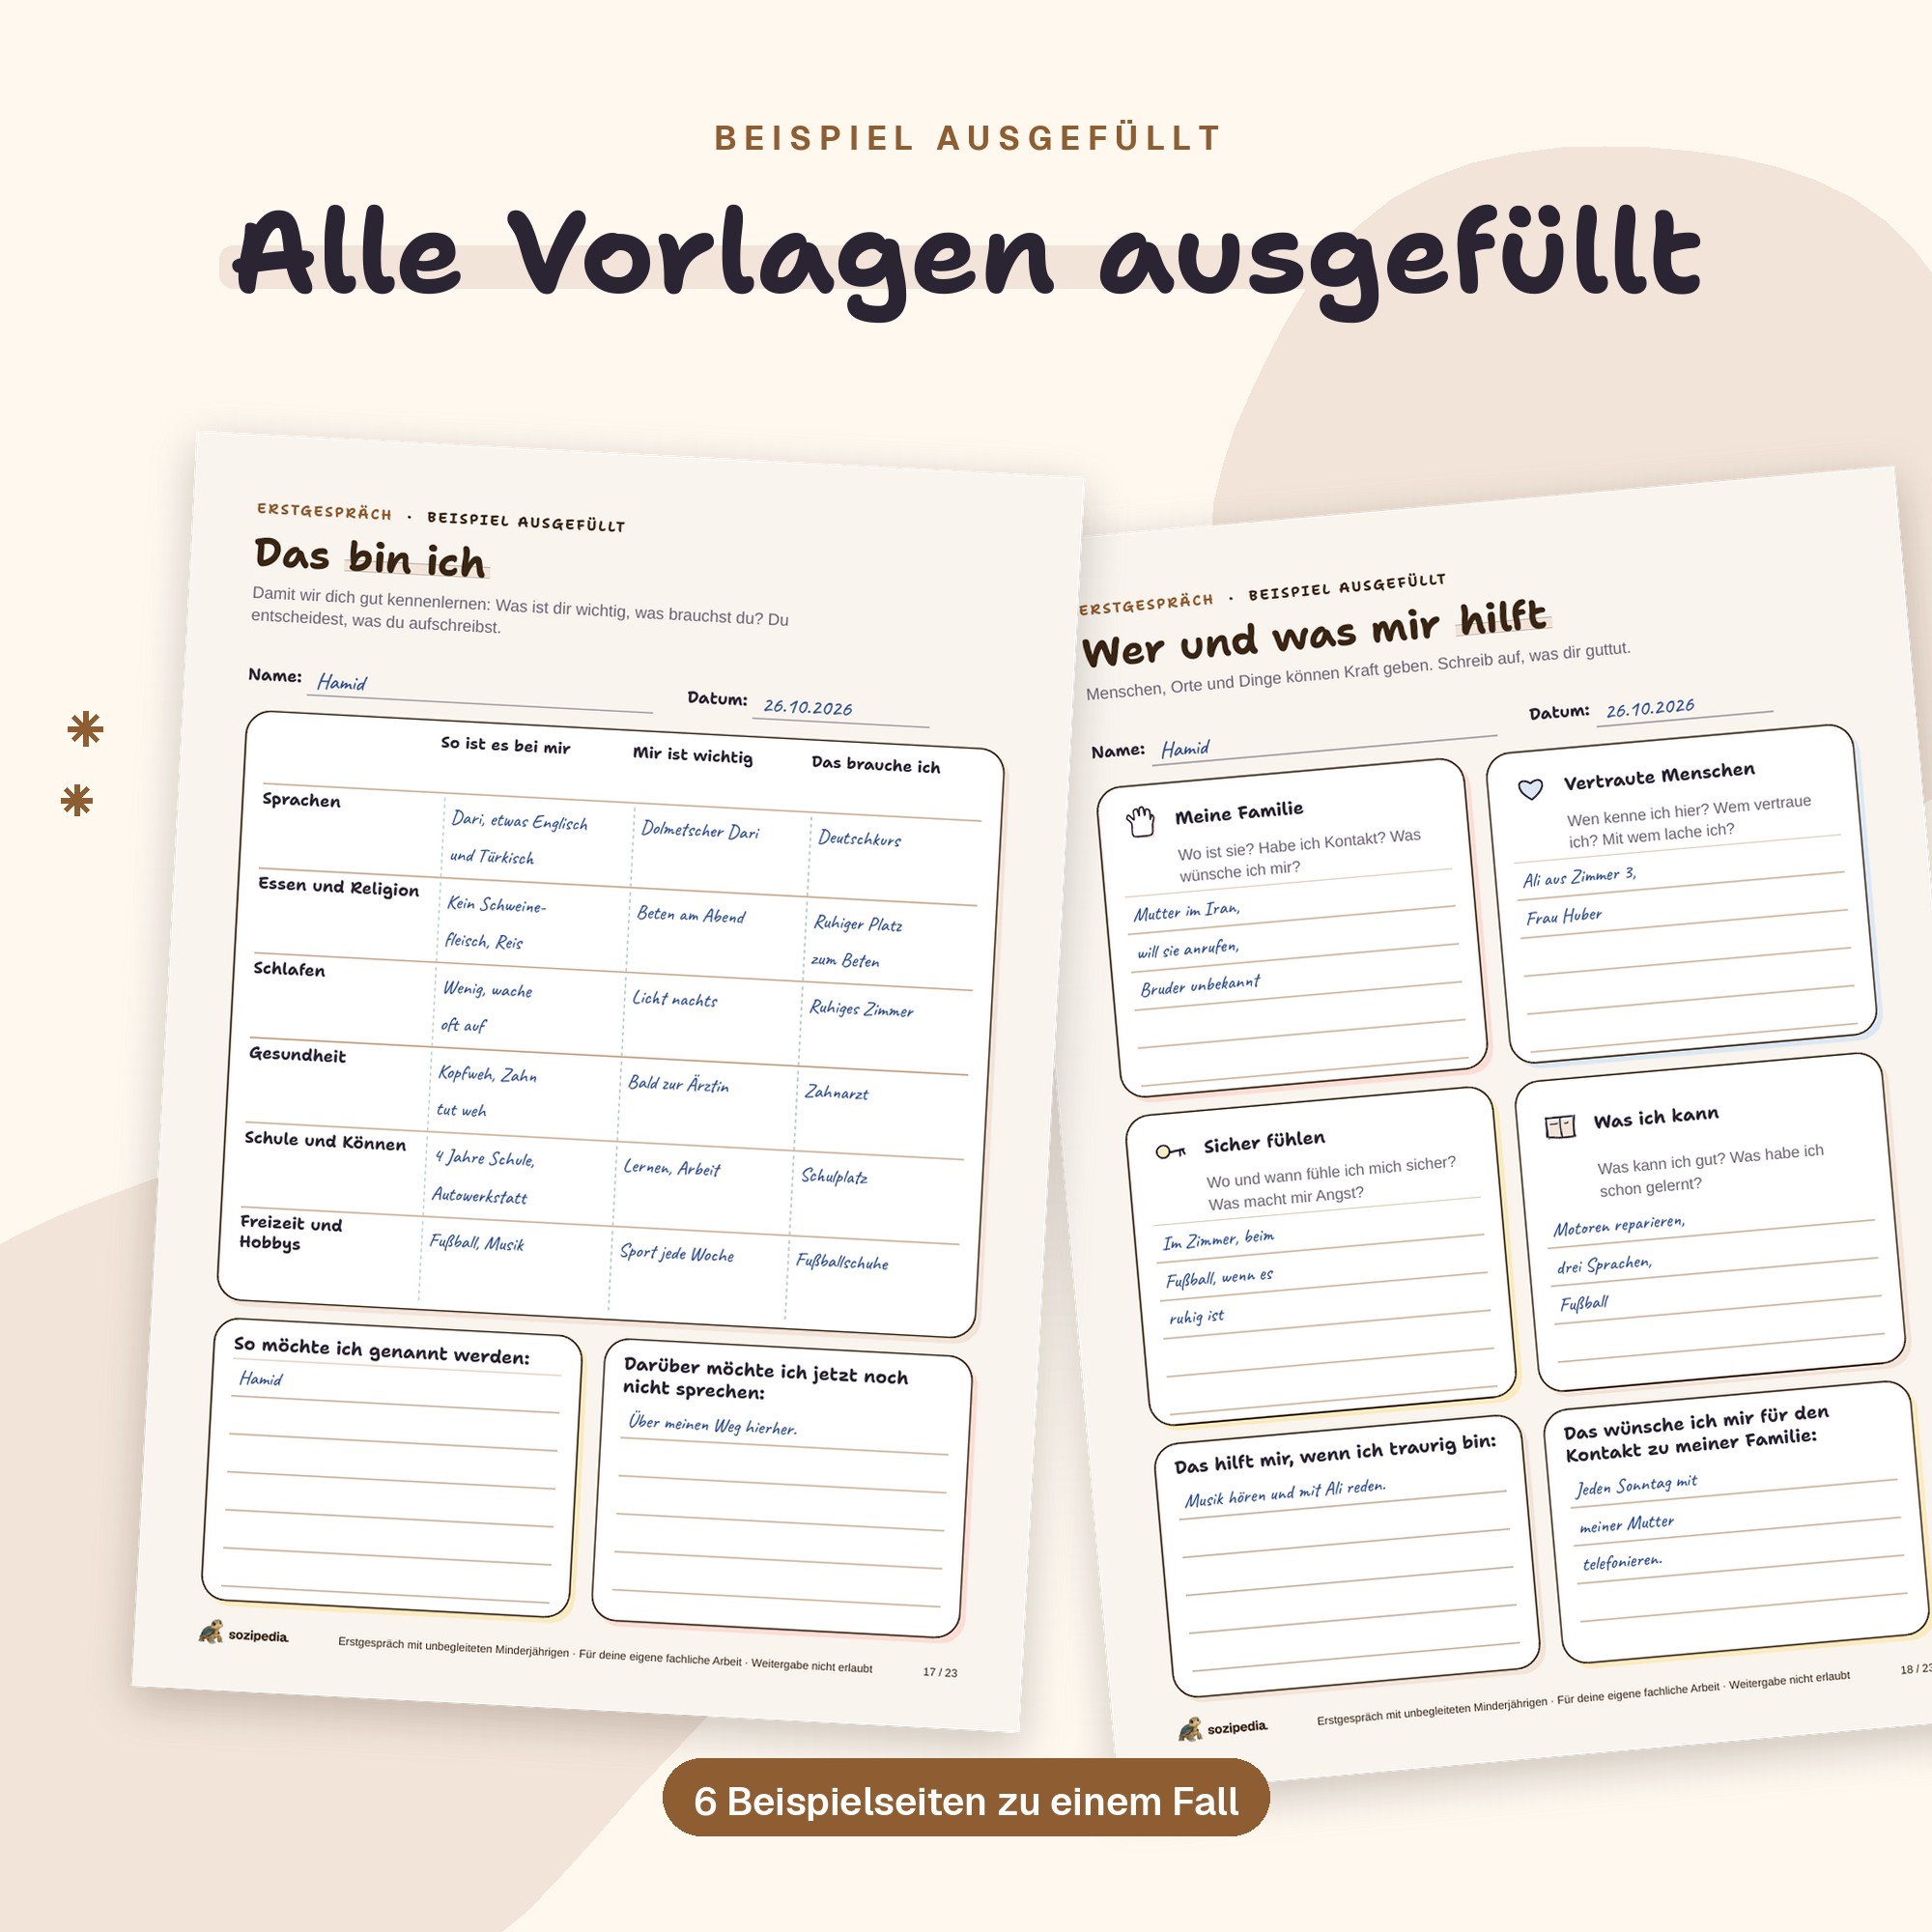 BEISPIEL AUSGEFÜLLT
Alle Vorlagen ausgefüllt
ERSTGESPRÄCH · BEISPIEL AUSGEFÜLLT
Das bin ich
Damit wir dich gut kennenlernen: Was ist dir wichtig, was brauchst du? Du
entscheidest, was du aufschreibst.
Name: Hamid Datum: 26.10.2026
So ist es bei mir Mir ist wichtig Das brauche ich
Sprachen Dari, etwas Englisch Dolmetscher Dari Deutschkurs
und Türkisch
Essen und Religion Kein Schweine- Beten am Abend Ruhiger Platz
fleisch, Reis zum Beten
Schlafen Wenig, wache Licht nachts Ruhiges Zimmer
oft auf
Gesundheit Kopfweh, Zahn Bald zur Ärztin Zahnarzt
tut weh
Schule und Können 4 Jahre Schule, Lernen, Arbeit Schulplatz
Autowerkstatt
Freizeit und Fußball, Musik Sport jede Woche Fußballschuhe
Hobbys
So möchte ich genannt werden:
Hamid
Darüber möchte ich jetzt noch
nicht sprechen:
Über meinen Weg hierher.
sozipedia. Erstgespräch mit unbegleiteten Minderjährigen · Für deine eigene fachliche Arbeit · Weitergabe nicht erlaubt 17 / 23
ERSTGESPRÄCH · BEISPIEL AUSGEFÜLLT
Wer und was mir hilft
Menschen, Orte und Dinge können Kraft geben. Schreib auf, was dir guttut.
Name: Hamid Datum: 26.10.2026
Meine Familie
Wo ist sie? Habe ich Kontakt? Was
wünsche ich mir?
Mutter im Iran,
will sie anrufen,
Bruder unbekannt
Vertraute Menschen
Wen kenne ich hier? Wem vertraue
ich? Mit wem lache ich?
Ali aus Zimmer 3,
Frau Huber
Sicher fühlen
Wo und wann fühle ich mich sicher?
Was macht mir Angst?
Im Zimmer, beim
Fußball, wenn es
ruhig ist
Was ich kann
Was kann ich gut? Was habe ich
schon gelernt?
Motoren reparieren,
drei Sprachen,
Fußball
Das hilft mir, wenn ich traurig bin:
Musik hören und mit Ali reden.
Das wünsche ich mir für den
Kontakt zu meiner Familie:
Jeden Sonntag mit
meiner Mutter
telefonieren.
sozipedia. Erstgespräch mit unbegleiteten Minderjährigen · Für deine eigene fachliche Arbeit · Weitergabe nicht erlaubt 18 / 23
6 Beispielseiten zu einem Fall